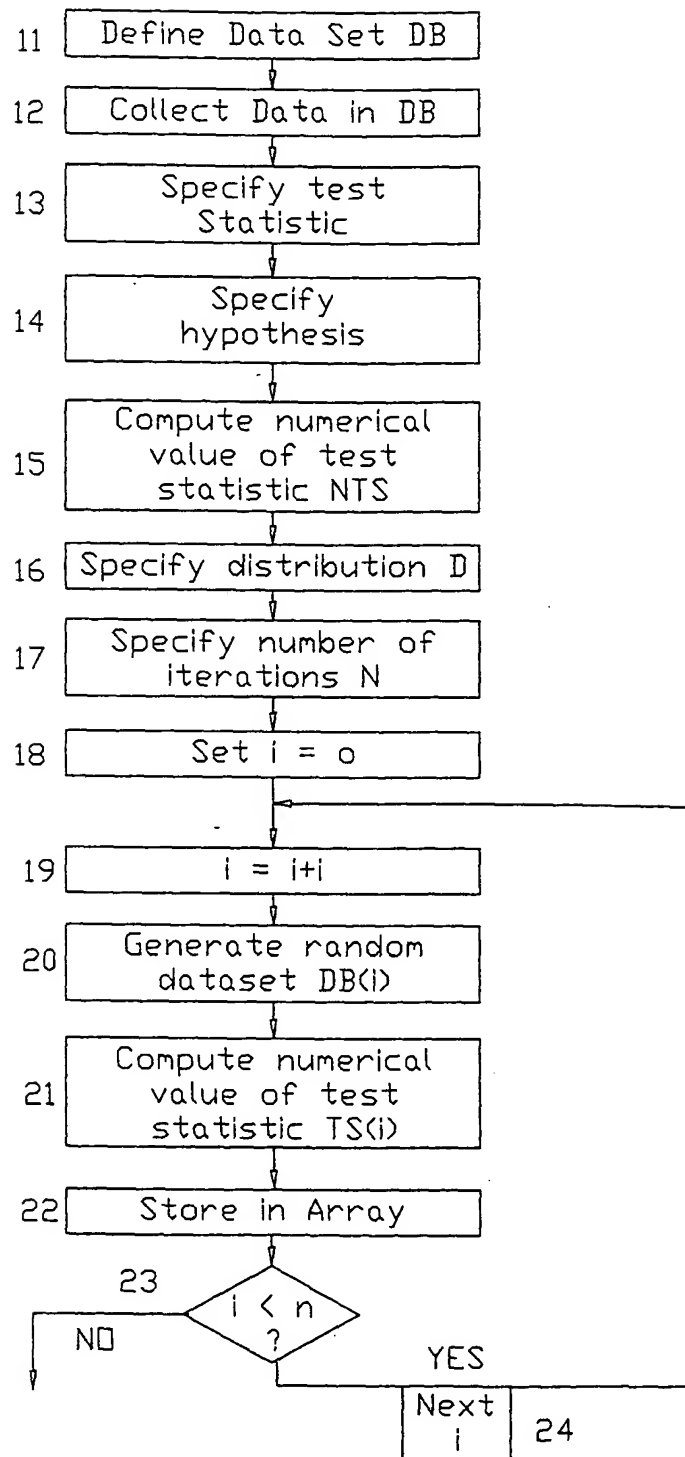 11
Define Data Set DB
12
Collect Data in DB
13
Specify test
Statistic
14
Specify
hypothesis
15
Compute numerical
value of test
statistic NTS
16
Specify distribution D
17
Specify number of
iterations N
18
Set i = o
19
i = i+i
20
Generate random
dataset DB(i)
21
Compute numerical
value of test
statistic TS(i)
22
Store in Array
23
i < n
?
NO
YES
Next
i
24